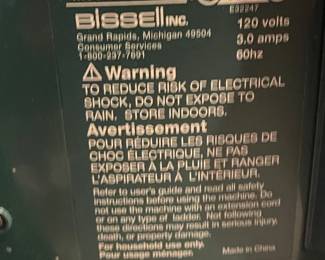 E32247
BISSELL INC.
120 volts
Grand Rapids, Michigan 49504
3.0 amps
Consumer Services
60hz
1-800-237-7691
Warning
TO REDUCE RISK OF ELECTRICAL
SHOCK, DO NOT EXPOSE TO
RAIN. STORE INDOORS.
Avertissement
POUR RÉDUIRE LES RISQUES DE
CHOC ÉLECTRIQUE, NE PAS
EXPOSER À LA PLUIE ET RANGER
L'ASPIRATEUR À L'INTÉRIEUR.
Refer to user's guide and read all safety
instructions before using the machine. Do
not use the machine with an extension cord
or on any type of ladder. Not following
these directions may result in serious injury,
death, or property damage.
For household use only.
Made in China
Pour usage ménager.